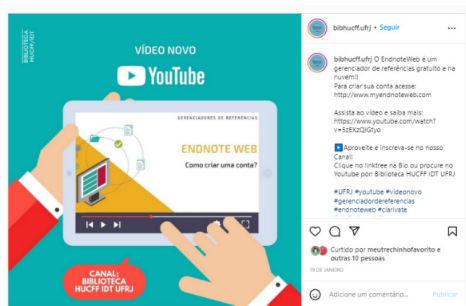 BIBLIOTECA
HUCFF/IDT
VÍDEO NOVO
YouTube
GERENCIADORES DE REFERÊNCIAS
ENDNOTE WEB
Como criar uma conta?
CANAL:
BIBLIOTECA
HUCFF IDT UFRJ
bibhucff.ufrj • Seguir
bibhucff.ufrj O EndnoteWeb é um
gerenciador de referências gratuito e na
nuvem!)
Para criar sua conta acesse:
http://www.myendnoteweb.com
Assista ao vídeo e saiba mais:
https://www.youtube.com/watch?
Aproveite e inscreva-se no nosso
Canal!
Clique no linktree na Bio ou procure no
Youtube por: Biblioteca HUCFF IDT UFRJ
#UFRJ #youtube #videonovo
#gerenciadordereferencias
#endnoteweb #clarivate
Curtido por meutrechinhofavorito e
outras 10 pessoas
19 DE JANEIRO
Adicione um comentário...
Publicar